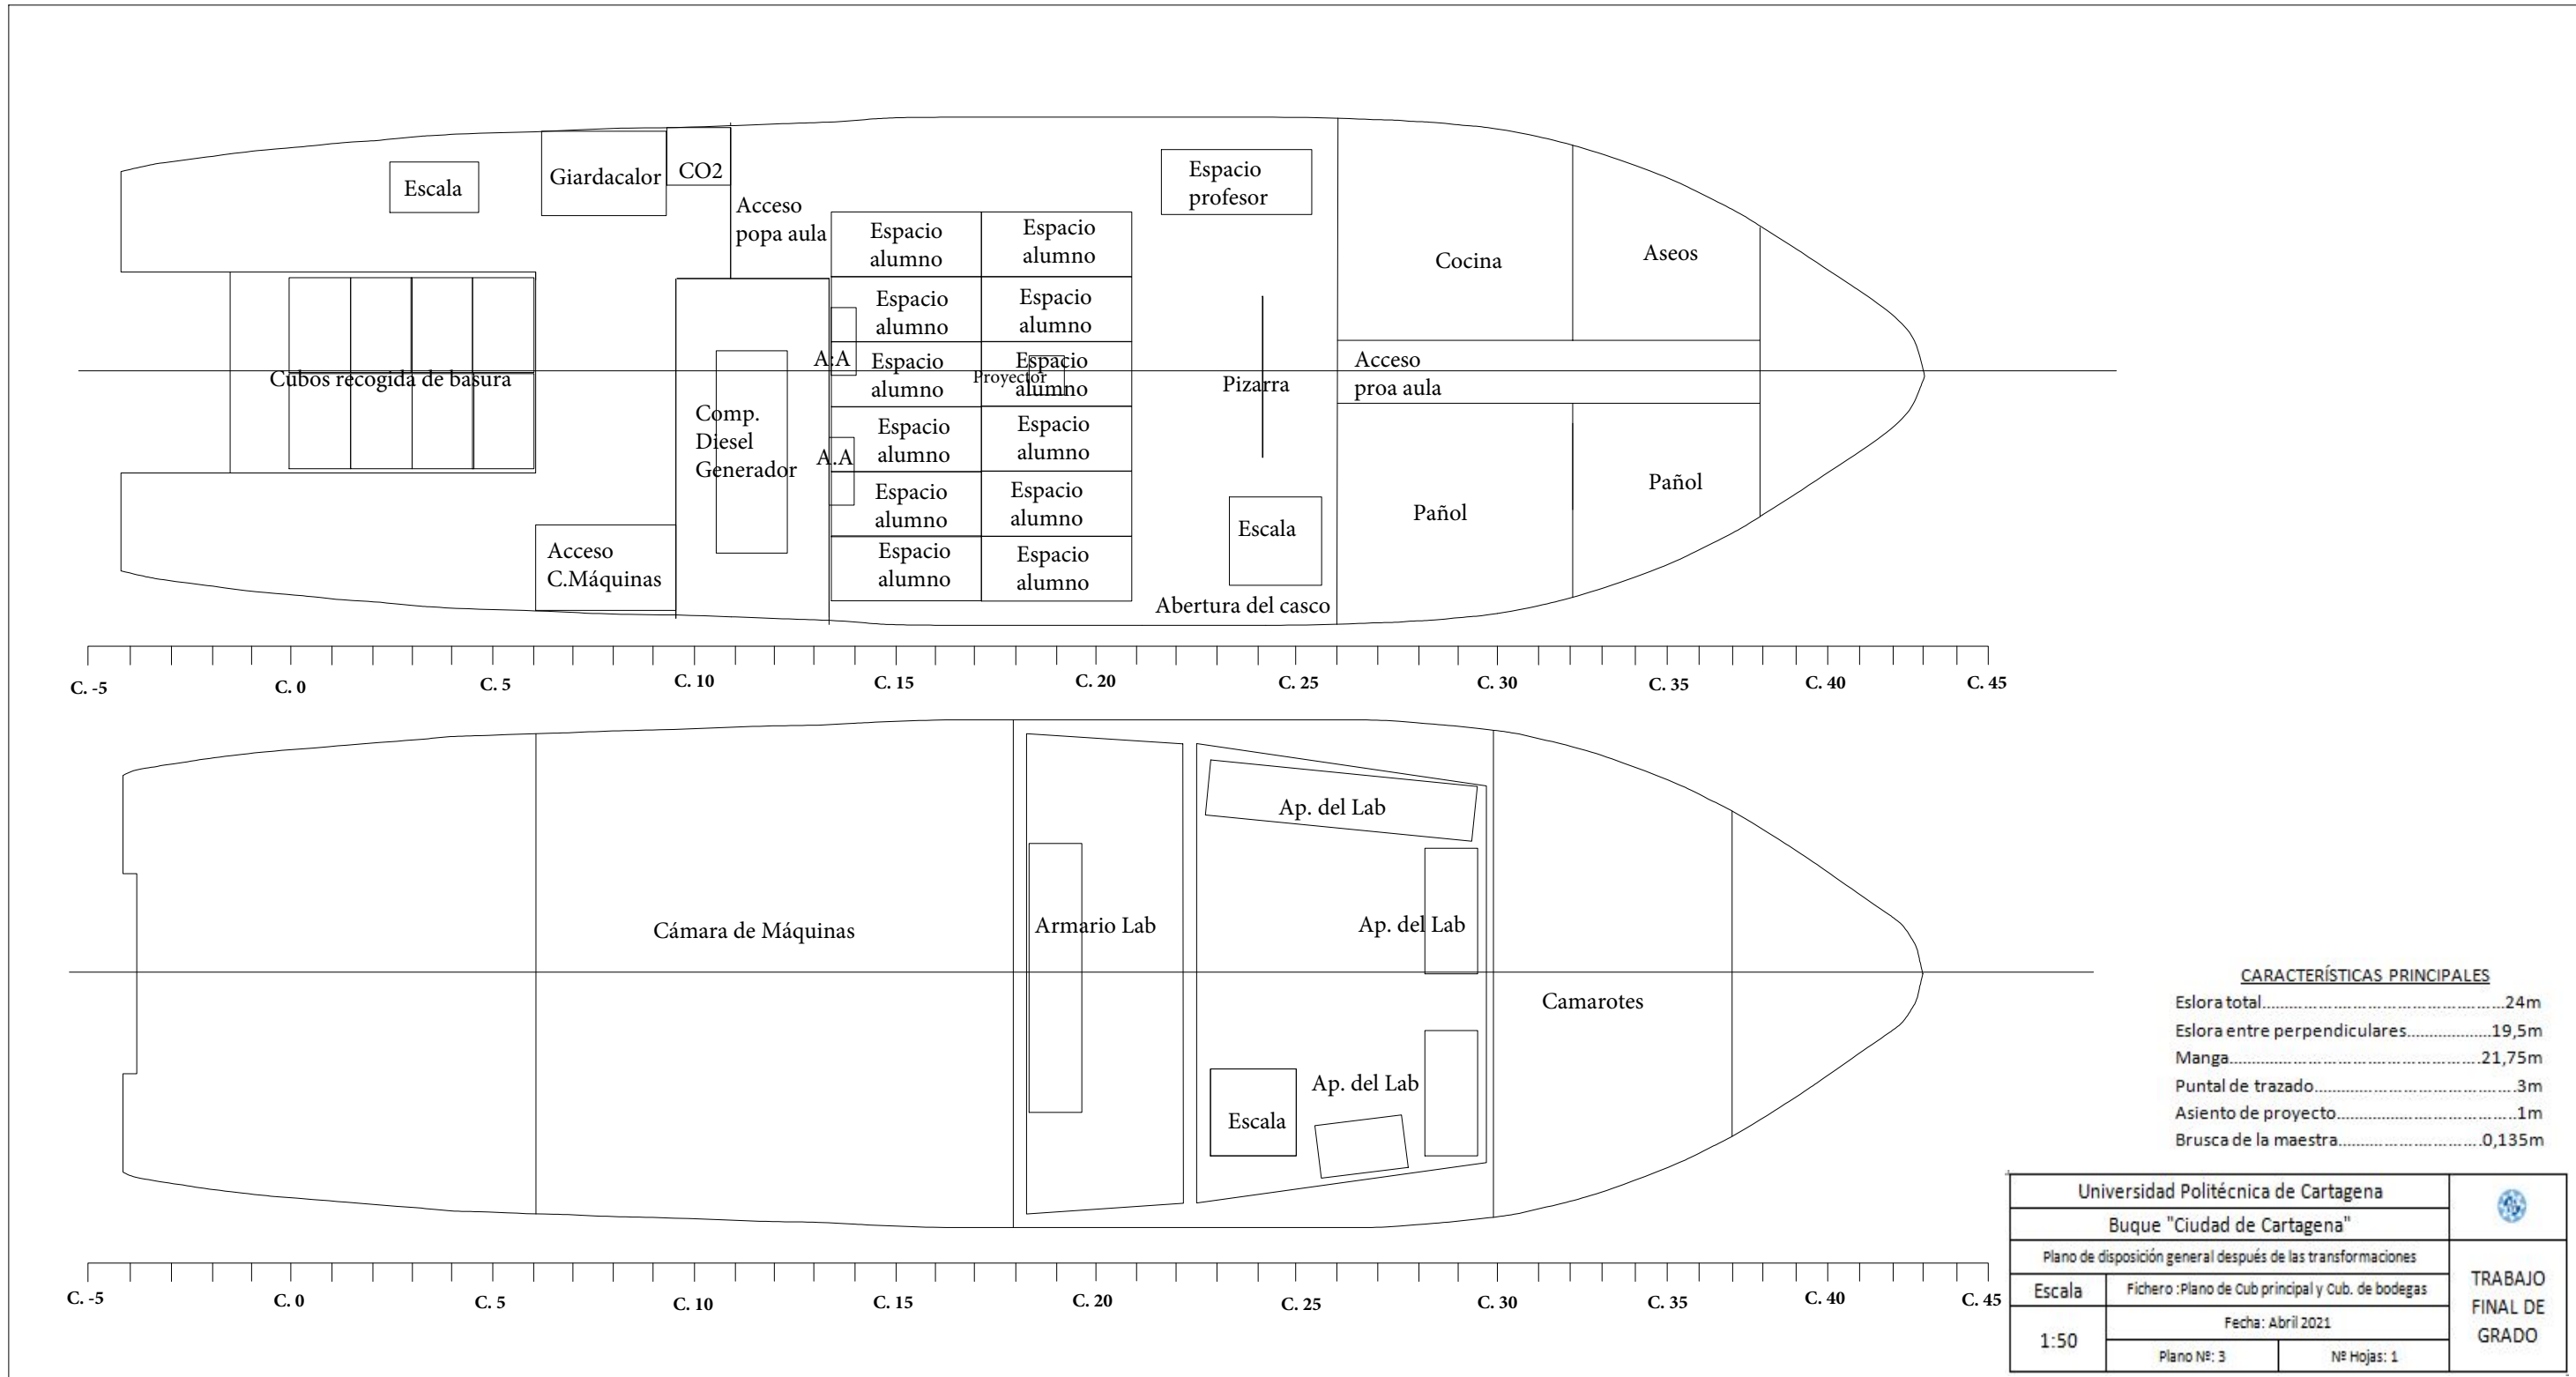 Escala
Giardacalor
CO2
Acceso
popa aula
Espacio
alumno
Espacio
alumno
Espacio
profesor
Cocina
Aseos
Espacio
alumno
Espacio
alumno
A.A
Espacio
alumno
Proyector
Espacio
alumno
Pizarra
Acceso
proa aula
Cubos recogida de basura
Comp.
Diesel
Generador
A.A
Espacio
alumno
Espacio
alumno
Espacio
alumno
Espacio
alumno
Escala
Pañol
Pañol
Acceso
C.Máquinas
Espacio
alumno
Espacio
alumno
Abertura del casco
C. -5
C. 0
C. 5
C. 10
C. 15
C. 20
C. 25
C. 30
C. 35
C. 40
C. 45
Ap. del Lab
Cámara de Máquinas
Armario Lab
Ap. del Lab
Camarotes
Ap. del Lab
Escala
C. -5
C. 0
C. 5
C. 10
C. 15
C. 20
C. 25
C. 30
C. 35
C. 40
C. 45
CARACTERÍSTICAS PRINCIPALES
Eslora total...........................................................24m
Eslora entre perpendiculares....................19,5m
Manga............................................................21,75m
Puntal de trazado................................................3m
Asiento de proyecto...........................................1m
Brusca de la maestra..................................0,135m
Universidad Politécnica de Cartagena
Buque "Ciudad de Cartagena"
Plano de disposición general después de las transformaciones
Escala
Fichero :Plano de Cub principal y Cub. de bodegas
1:50
Fecha: Abril 2021
Plano Nº: 3
Nº Hojas: 1
TRABAJO
FINAL DE
GRADO